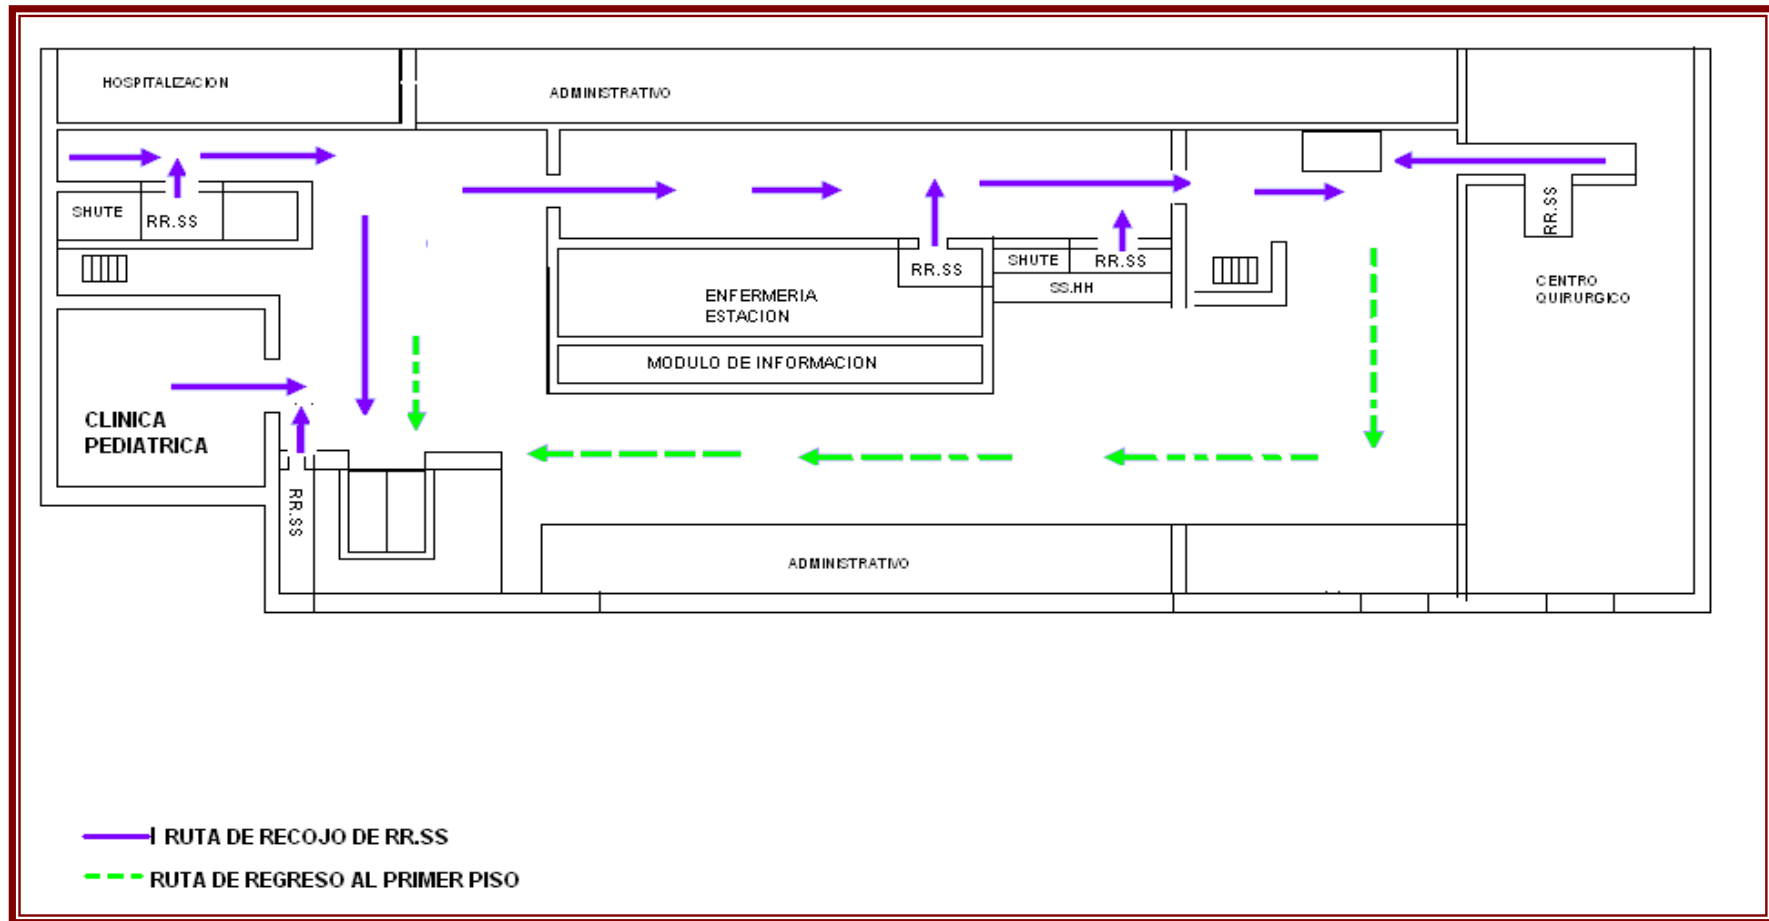 HOSPITALIZACION
ADMINISTRATIVO
SHUTE
RR.SS
RR.SS
SHUTE
RR.SS
RR.SS
SS.HH
ENFERMERIA
ESTACION
CENTRO
QUIRURGICO
MODULO DE INFORMACION
CLINICA
PEDIATRICA
RR.SS
ADMINISTRATIVO
RUTA DE RECOJO DE RR.SS
RUTA DE REGRESO AL PRIMER PISO